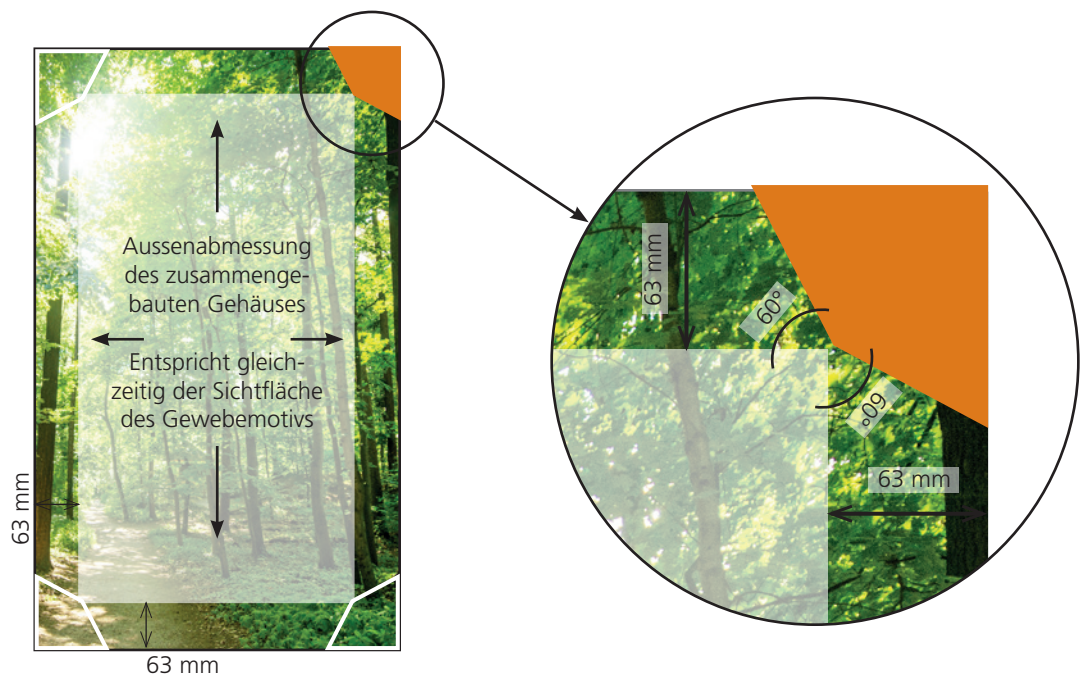 Aussenabmessung
des zusammenge-
bauten Gehäuses
Entspricht gleich-
zeitig der Sichtfläche
des Gewebemotivs
63 mm
63 mm
63 mm
60°
60°
63 mm